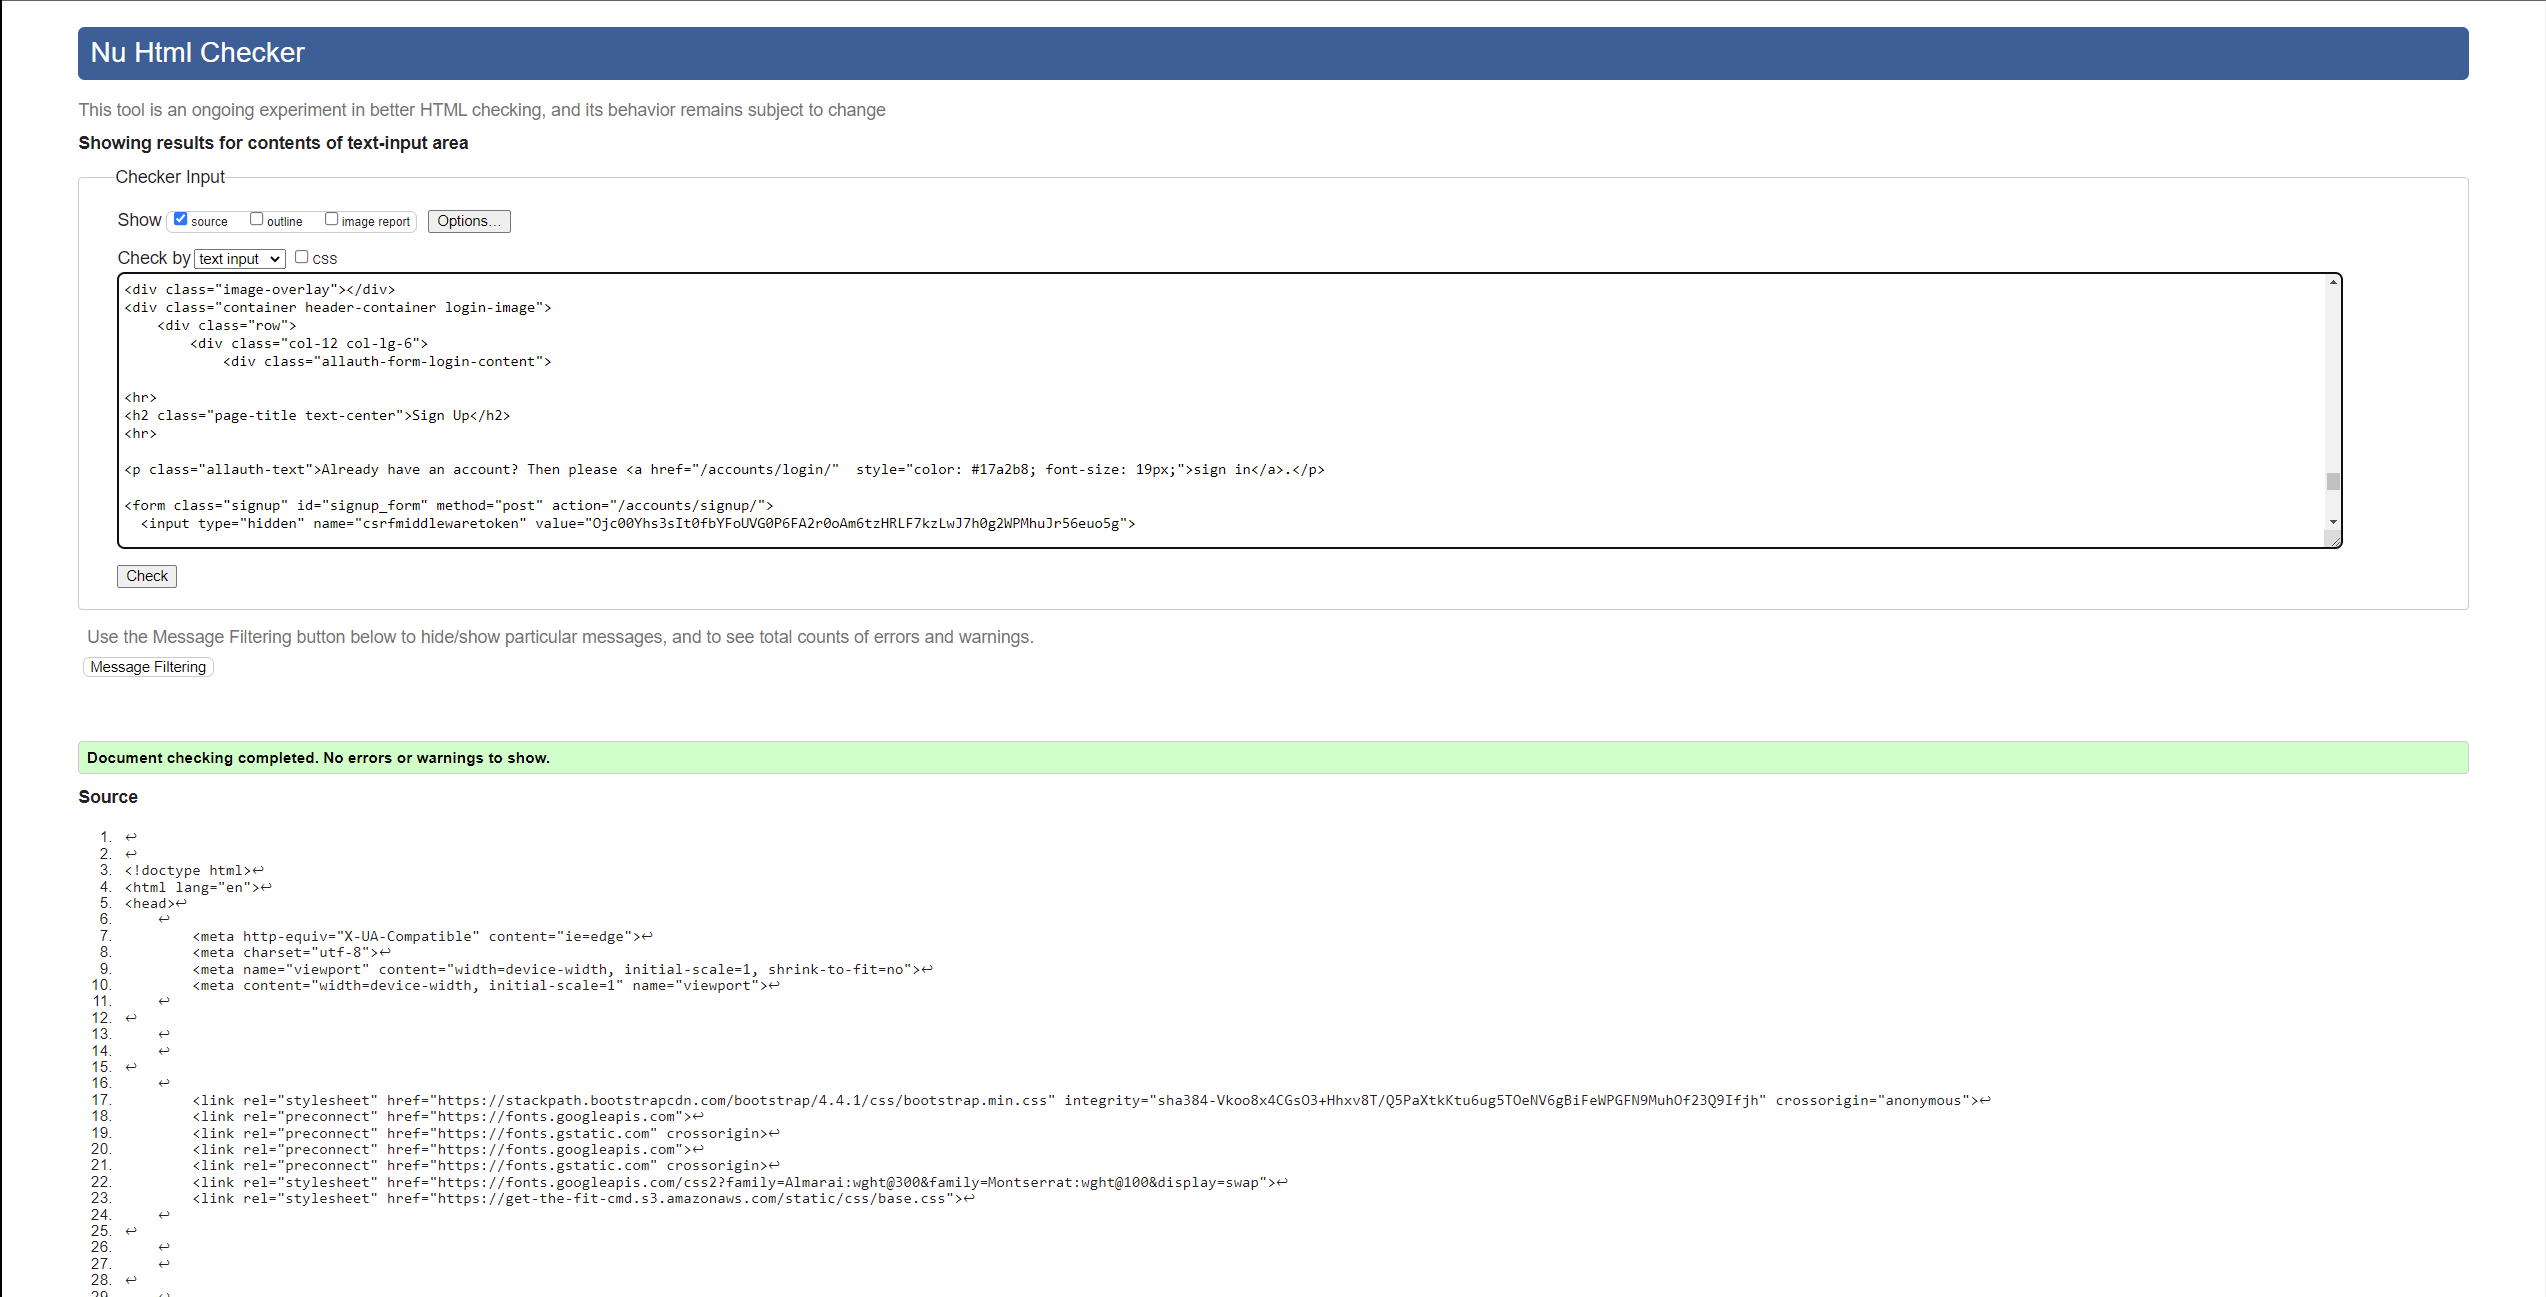 Nu Html Checker
This tool is an ongoing experiment in better HTML checking, and its behavior remains subject to change
Showing results for contents of text-input area
Checker Input
Show source outline image report Options...
Check by text input CSS
<div class="image-overlay"></div>
<div class="container header-container login-image">
    <div class="row">
        <div class="col-12 col-lg-6">
            <div class="allauth-form-login-content">
<hr>
<h2 class="page-title text-center">Sign Up</h2>
<hr>
<p class="allauth-text">Already have an account? Then please <a href="/accounts/login/"  style="color: #17a2b8; font-size: 19px;">sign in</a>.</p>
<form class="signup" id="signup_form" method="post" action="/accounts/signup/">
  <input type="hidden" name="csrfmiddlewaretoken" value="Ojc00Yhs3sIt0fbYFoUVG0P6FA2r0oAm6tzHRLF7kzLwJ7h0g2WPMhuJr56euo5g">
Check
Use the Message Filtering button below to hide/show particular messages, and to see total counts of errors and warnings.
Message Filtering
Document checking completed. No errors or warnings to show.
Source
1. ↩
2. ↩
3. <!doctype html>↩
4. <html lang="en">↩
5. <head>↩
6. ↩
7. <meta http-equiv="X-UA-Compatible" content="ie=edge">↩
8. <meta charset="utf-8">↩
9. <meta name="viewport" content="width=device-width, initial-scale=1, shrink-to-fit=no">↩
10. <meta content="width=device-width, initial-scale=1" name="viewport">↩
11. ↩
12. ↩
13. ↩
14. ↩
15. ↩
16. ↩
17. <link rel="stylesheet" href="https://stackpath.bootstrapcdn.com/bootstrap/4.4.1/css/bootstrap.min.css" integrity="sha384-Vkoo8x4CGsO3+Hhxv8T/Q5PaXtkKtu6ug5TOeNV6gBiFeWPGFN9MuhOf23Q9Ifjh" crossorigin="anonymous">↩
18. <link rel="preconnect" href="https://fonts.googleapis.com">↩
19. <link rel="preconnect" href="https://fonts.gstatic.com" crossorigin>↩
20. <link rel="preconnect" href="https://fonts.googleapis.com">↩
21. <link rel="preconnect" href="https://fonts.gstatic.com" crossorigin>↩
22. <link rel="stylesheet" href="https://fonts.googleapis.com/css2?family=Almarai:wght@300&family=Montserrat:wght@100&display=swap">↩
23. <link rel="stylesheet" href="https://get-the-fit-cmd.s3.amazonaws.com/static/css/base.css">↩
24. ↩
25. ↩
26. ↩
27. ↩
28. ↩
29. ↩